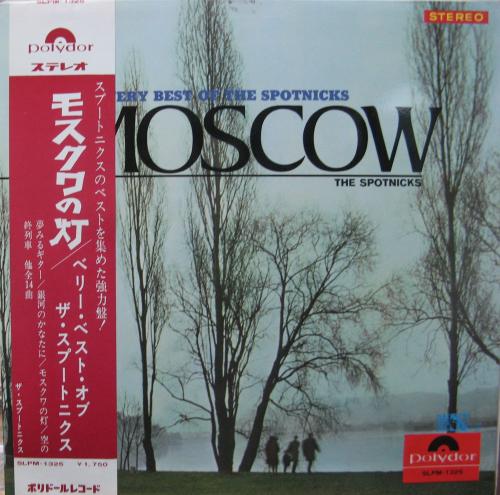 SLPM-1325
polydor
ステレオ
モスクワの灯／
ベリー・ベスト・オブ
ザ・スプートニクス
スプートニクスのベストを集めた強力盤！
夢みるギター／銀河のかなたに／モスクワの灯／空の
終列車 他全14曲
ザ・スプートニクス
SLPM-1325 ¥1,750
ポリドールレコード
STEREO
ERY BEST OF THE SPOTNICKS
MOSCOW
THE SPOTNICKS
Polydor
SLPM-1325